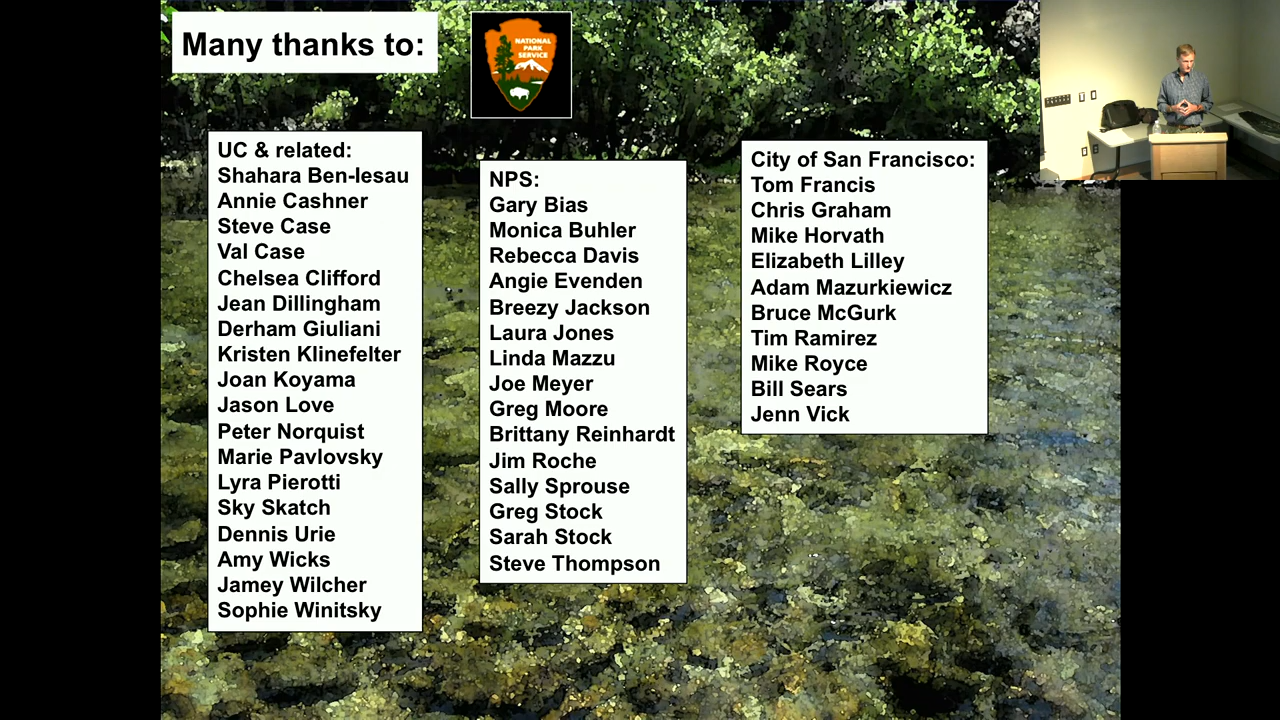 Many thanks to:
NATIONAL
PARK
SERVICE
UC & related:
Shahara Ben-Iesau
Annie Cashner
Steve Case
Val Case
Chelsea Clifford
Jean Dillingham
Derham Giuliani
Kristen Klinefelter
Joan Koyama
Jason Love
Peter Norquist
Marie Pavlovsky
Lyra Pierotti
Sky Skatch
Dennis Urie
Amy Wicks
Jamey Wilcher
Sophie Winitsky
NPS:
Gary Bias
Monica Buhler
Rebecca Davis
Angie Evenden
Breezy Jackson
Laura Jones
Linda Mazzu
Joe Meyer
Greg Moore
Brittany Reinhardt
Jim Roche
Sally Sprouse
Greg Stock
Sarah Stock
Steve Thompson
City of San Francisco:
Tom Francis
Chris Graham
Mike Horvath
Elizabeth Lilley
Adam Mazurkiewicz
Bruce McGurk
Tim Ramirez
Mike Royce
Bill Sears
Jenn Vick